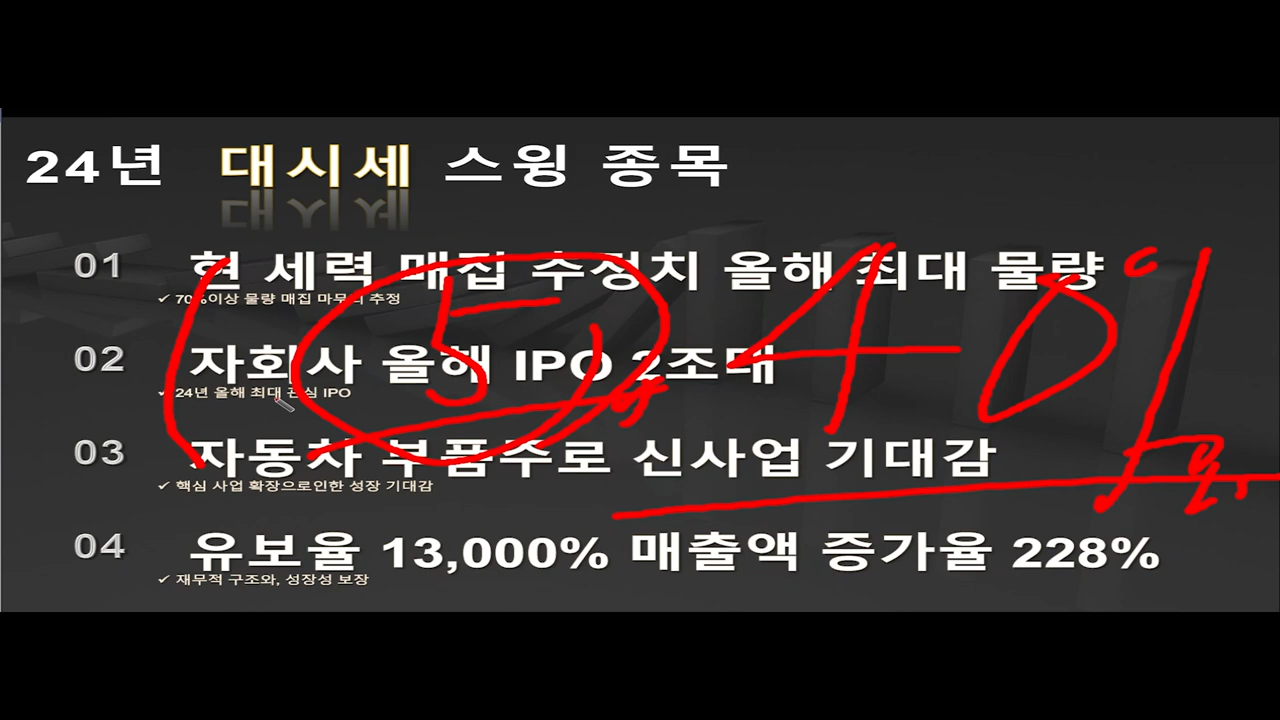 24년 대시세 스윙 종목
01 현 세력 매집 추정치 올해 최대 물량
✓ 70%이상 물량 매집 마무리 추정
02 자회사 올해 IPO 2조대
✓ 24년 올해 최대 관심 IPO
03 자동차 부품주로 신사업 기대감
✓ 핵심 사업 확장으로인한 성장 기대감
04 유보율 13,000% 매출액 증가율 228%
✓ 재무적 구조와, 성장성 보장
5 40%